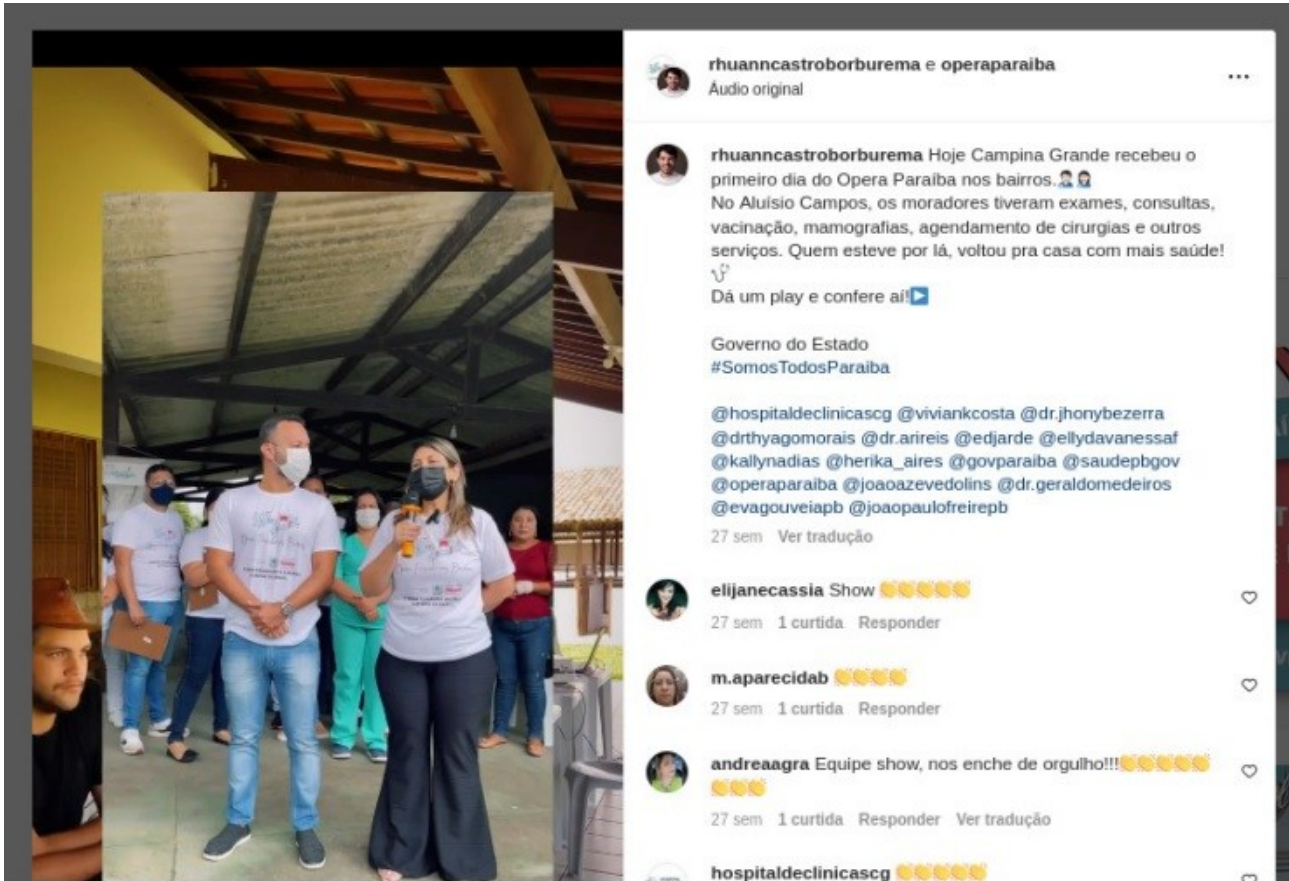 rhuanncastroborburema e operaparaiba
Áudio original
rhuanncastroborburema Hoje Campina Grande recebeu o
primeiro dia do Opera Paraíba nos bairros.
No Aluísio Campos, os moradores tiveram exames, consultas,
vacinação, mamografias, agendamento de cirurgias e outros
serviços. Quem esteve por lá, voltou pra casa com mais saúde!
Dá um play e confere aí!
Governo do Estado
#SomosTodosParaiba
@hospitaldeclinicascg @viviankcosta @dr.jhonybezerra
@drthyagomorais @dr.arireis @edjarde @ellydavanessaf
@kallynadias @herika_aires @govparaiba @saudepbgov
@operaparaiba @joaoazevedolins @dr.geraldomedeiros
@evagouveiapb @joaopaulofreirepb
27 sem Ver tradução
elijanecassia Show 👏👏👏👏👏
27 sem 1 curtida Responder
m.aparecidab 👏👏👏👏
27 sem 1 curtida Responder
andreaagra Equipe show, nos enche de orgulho!!!👏👏👏👏👏
👏👏👏
27 sem 1 curtida Responder Ver tradução
hospitaldeclinicascg 👏👏👏👏👏